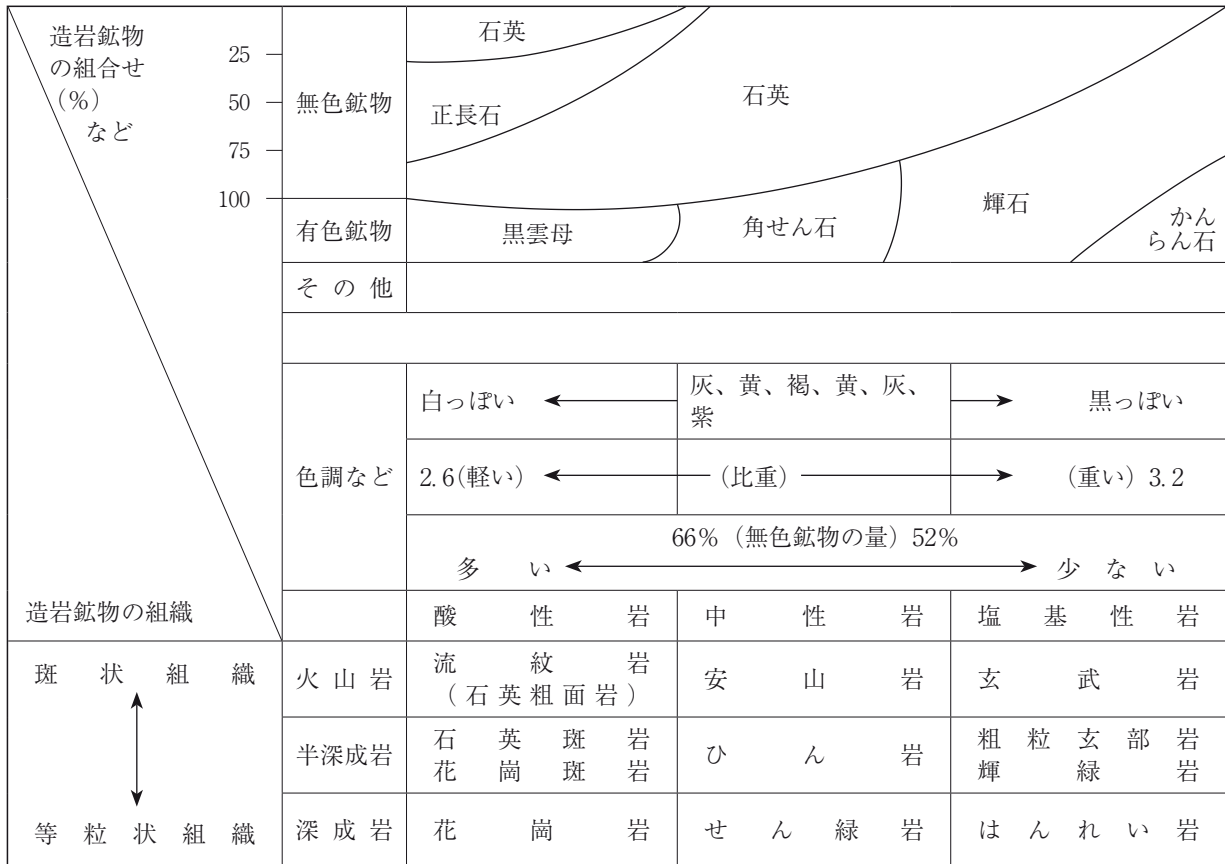 造岩鉱物
の組合せ
(%)
など
25
50
75
100
無色鉱物
石英
正長石
石英
有色鉱物
黒雲母
角せん石
輝石
かん
らん石
その他
色調など
白っぽい
灰、黄、褐、黄、灰、
紫
黒っぽい
2.6(軽い)
(比重)
(重い) 3.2
66% (無色鉱物の量) 52%
多い
少ない
造岩鉱物の組織
酸性岩
中性岩
塩基性岩
斑状組織
火山岩
流紋岩
(石英粗面岩)
安山岩
玄武岩
半深成岩
石英斑岩
花崗斑岩
ひん岩
粗粒玄部岩
輝緑岩
等粒状組織
深成岩
花崗岩
せん緑岩
はんれい岩